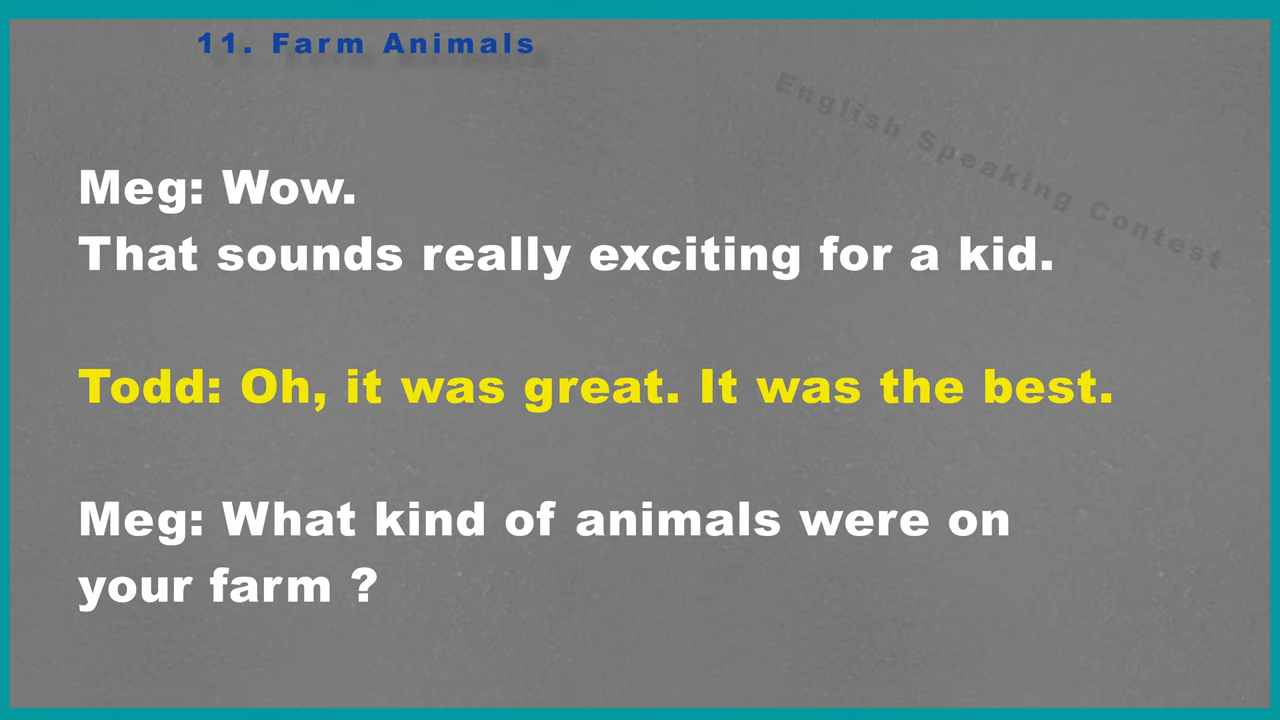 11. Farm Animals
English Speaking Contest
Meg: Wow.
That sounds really exciting for a kid.
Todd: Oh, it was great. It was the best.
Meg: What kind of animals were on
your farm ?